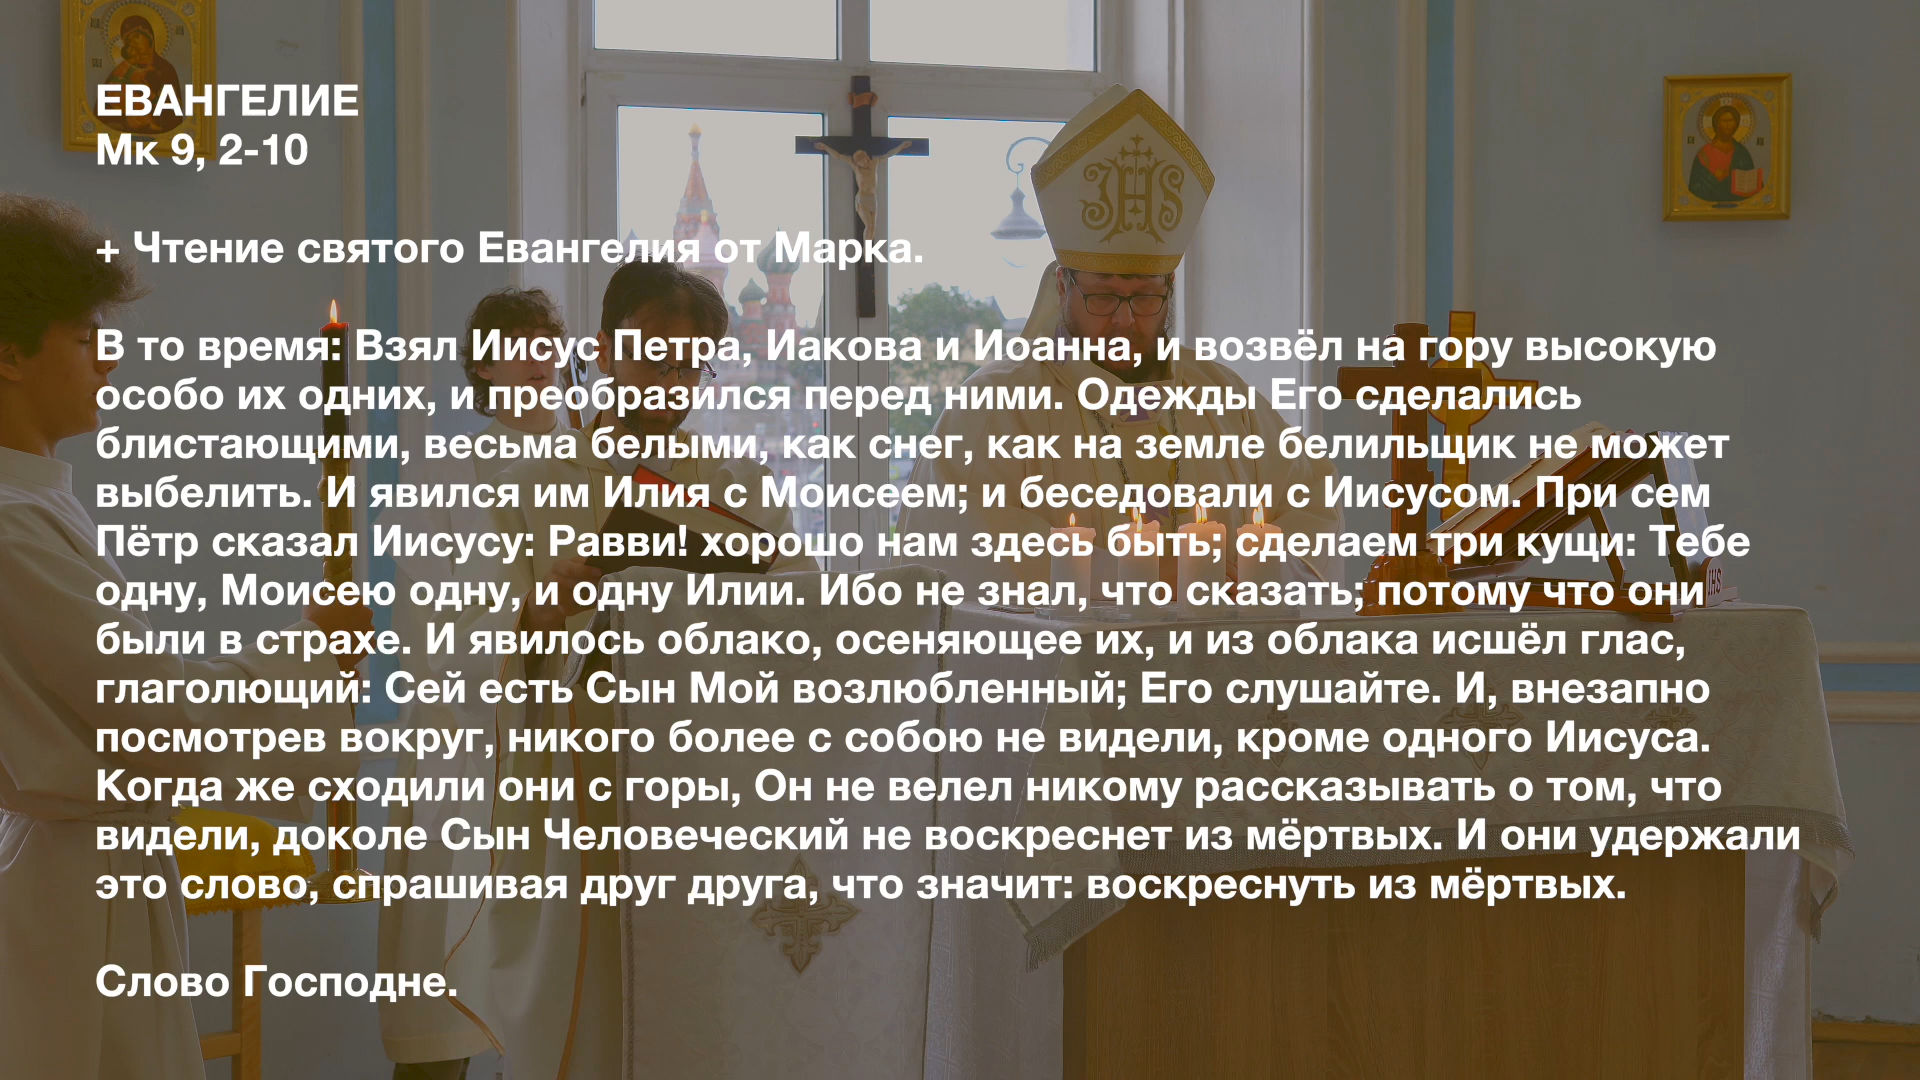 ЕВАНГЕЛИЕ
Мк 9, 2-10
+ Чтение святого Евангелия от Марка.
В то время: Взял Иисус Петра, Иакова и Иоанна, и возвёл на гору высокую
особо их одних, и преобразился перед ними. Одежды Его сделались
блистающими, весьма белыми, как снег, как на земле белильщик не может
выбелить. И явился им Илия с Моисеем; и беседовали с Иисусом. При сем
Пётр сказал Иисусу: Равви! хорошо нам здесь быть; сделаем три кущи: Тебе
одну, Моисею одну, и одну Илии. Ибо не знал, что сказать; потому что они
были в страхе. И явилось облако, осеняющее их, и из облака исшёл глас,
глаголющий: Сей есть Сын Мой возлюбленный; Его слушайте. И, внезапно
посмотрев вокруг, никого более с собою не видели, кроме одного Иисуса.
Когда же сходили они с горы, Он не велел никому рассказывать о том, что
видели, доколе Сын Человеческий не воскреснет из мёртвых. И они удержали
это слово, спрашивая друг друга, что значит: воскреснуть из мёртвых.
Слово Господне.
IHS
IHS